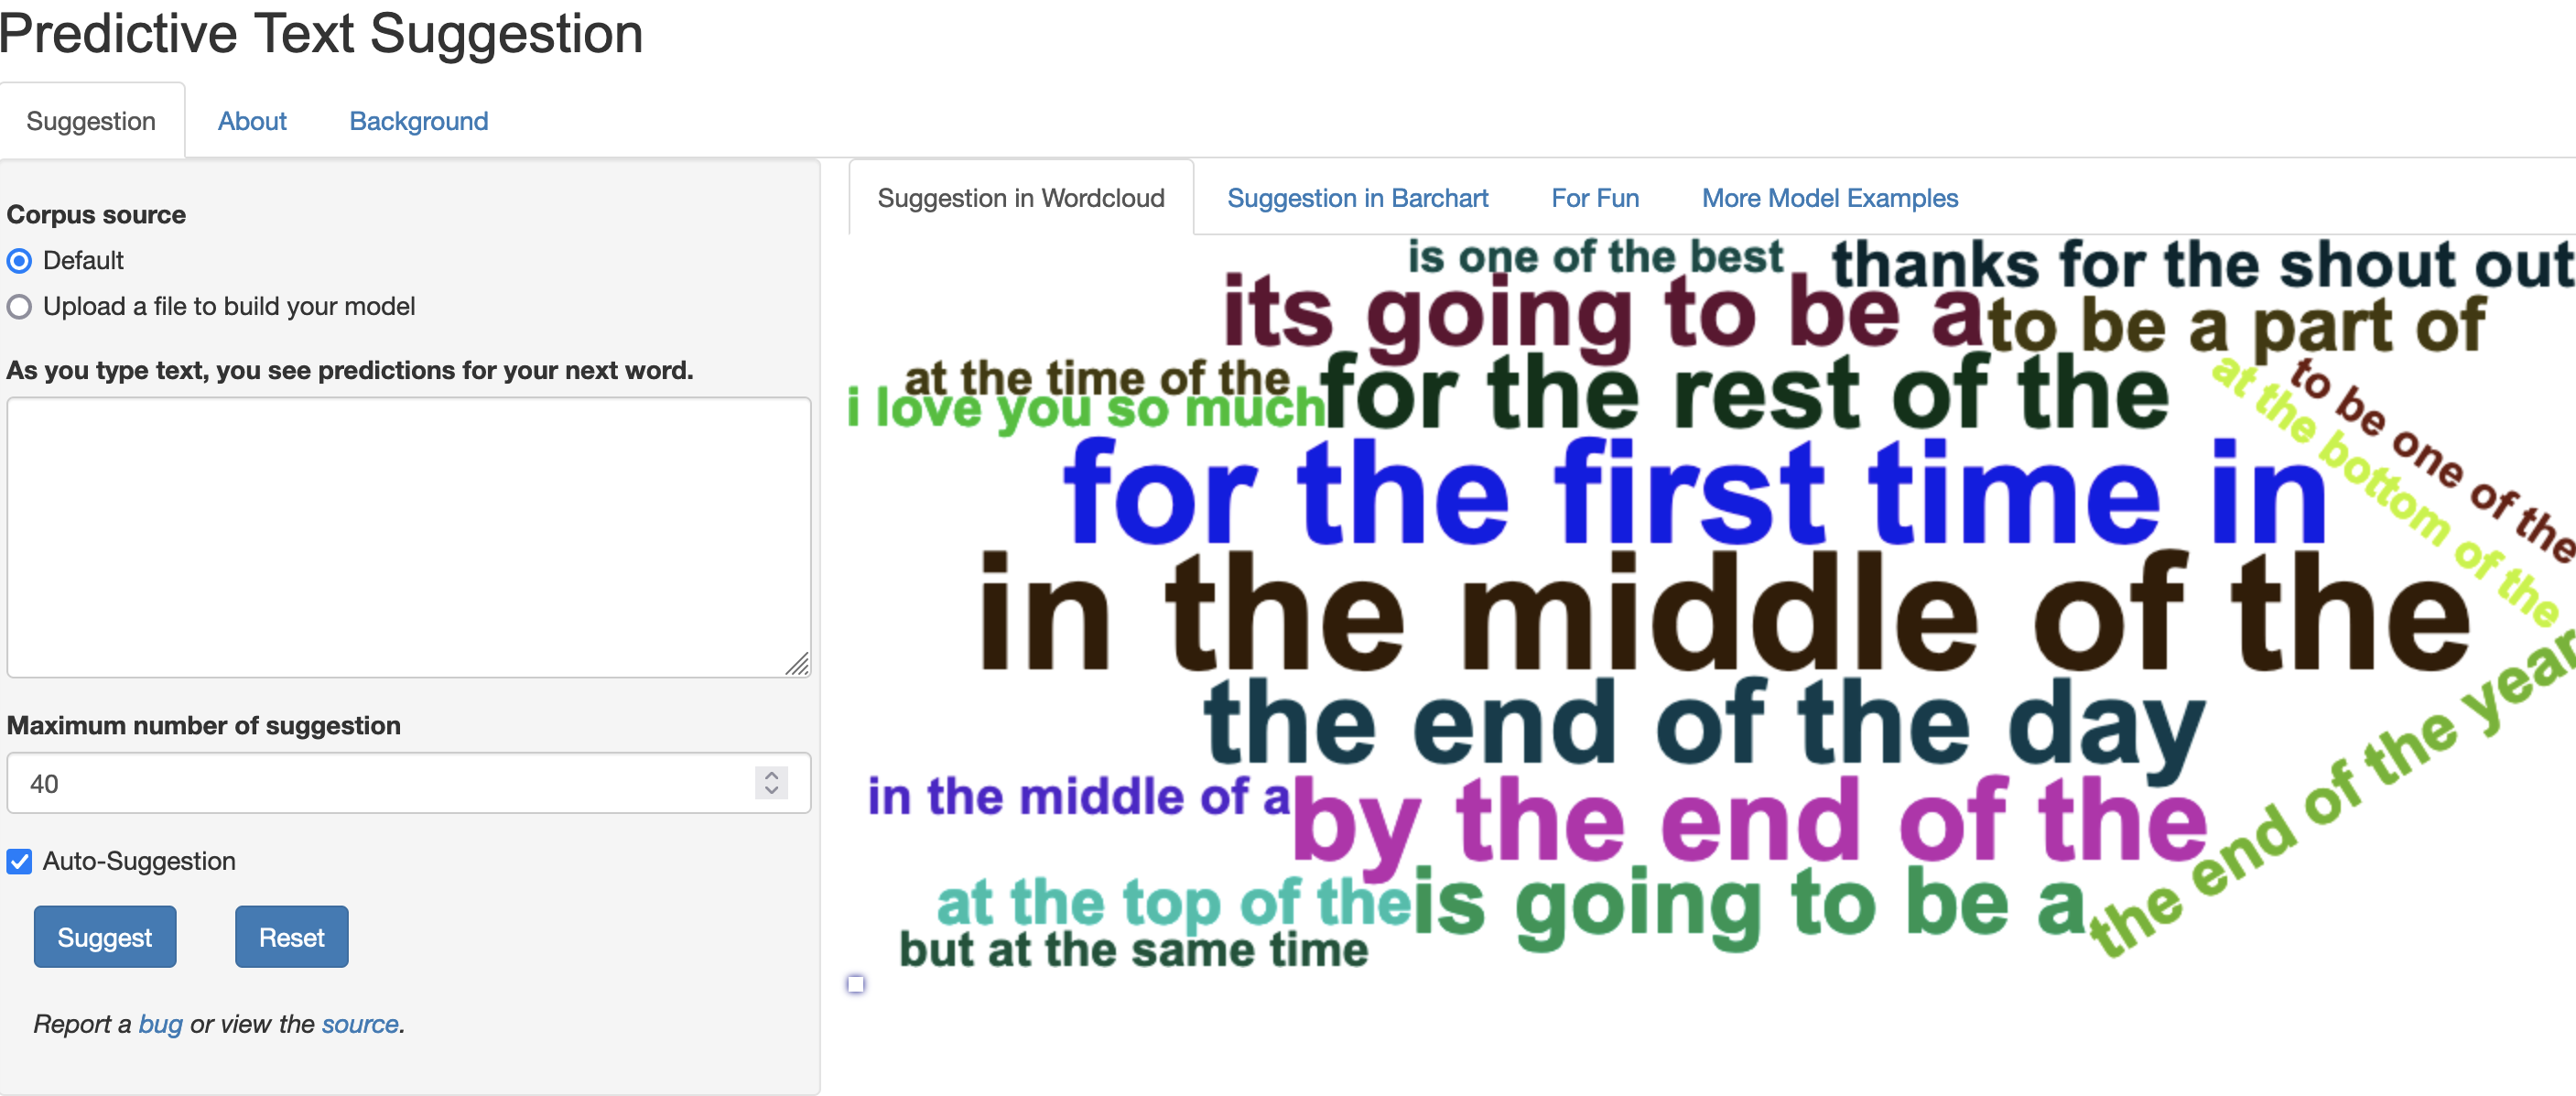 Predictive Text Suggestion
Suggestion About Background
Corpus source
Default
Upload a file to build your model
As you type text, you see predictions for your next word.
Maximum number of suggestion
40
Auto-Suggestion
Suggest Reset
Report a bug or view the source.
Suggestion in Wordcloud Suggestion in Barchart For Fun More Model Examples
is one of the best
thanks for the shout out
its going to be a
to be a part of
at the time of the
i love you so much
for the rest of the
to be one of the
at the bottom of the
for the first time in
in the middle of the
the end of the day
the end of the year
in the middle of a
by the end of the
at the top of the
is going to be a
but at the same time